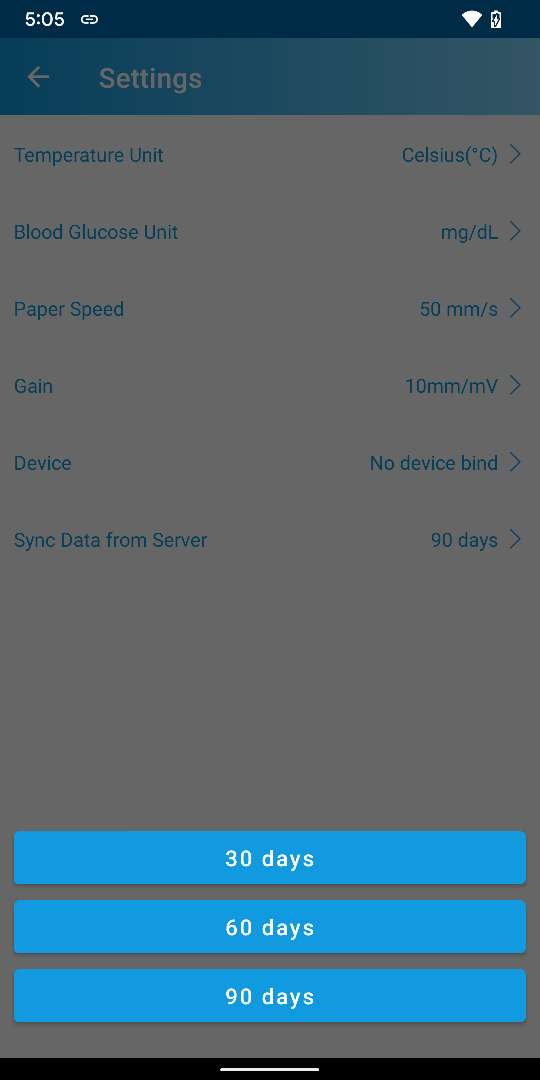 5:05
Settings
Temperature Unit Celsius(°C)
Blood Glucose Unit mg/dL
Paper Speed 50 mm/s
Gain 10mm/mV
Device No device bind
Sync Data from Server 90 days
30 days
60 days
90 days